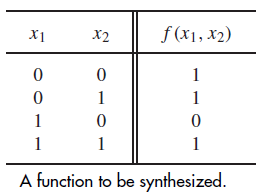 x1 x2 f(x1, x2)
0 0 1
0 1 1
1 0 0
1 1 1
A function to be synthesized.